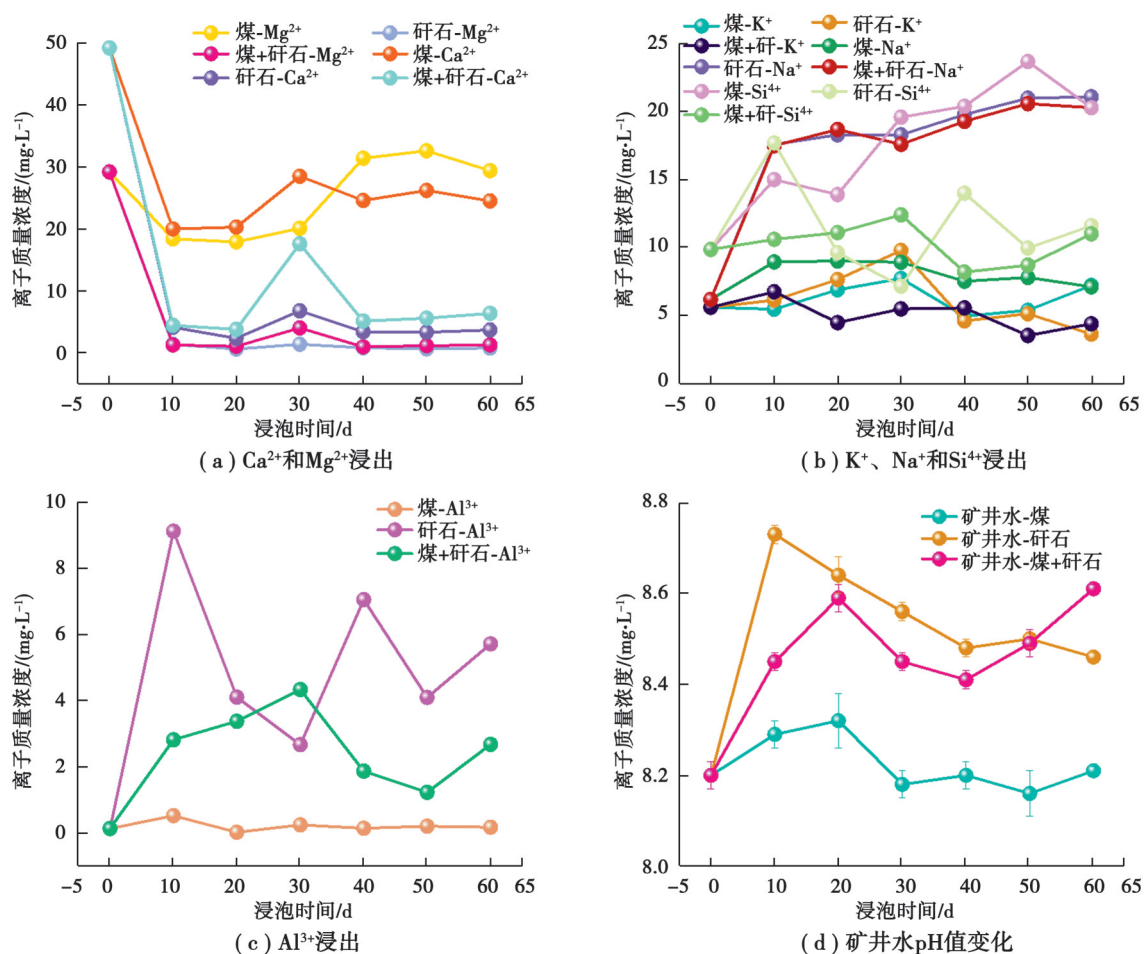 煤-Mg²⁺ 矸石-Mg²⁺
煤+矸石-Mg²⁺ 煤-Ca²⁺
矸石-Ca²⁺ 煤+矸石-Ca²⁺
离子质量浓度/(mg·L⁻¹)
50
40
30
20
10
0
-5 0 10 20 30 40 50 60 65
浸泡时间/d
(a) Ca²⁺和Mg²⁺浸出
煤-K⁺ 矸石-K⁺
煤+矸-K⁺ 煤-Na⁺
矸石-Na⁺ 煤+矸石-Na⁺
煤-Si⁴⁺ 矸石-Si⁴⁺
煤+矸-Si⁴⁺
离子质量浓度/(mg·L⁻¹)
25
20
15
10
5
0
-5 0 10 20 30 40 50 60 65
浸泡时间/d
(b) K⁺、Na⁺和Si⁴⁺浸出
煤-Al³⁺
矸石-Al³⁺
煤+矸石-Al³⁺
离子质量浓度/(mg·L⁻¹)
10
8
6
4
2
0
-5 0 10 20 30 40 50 60 65
浸泡时间/d
(c) Al³⁺浸出
矿井水-煤
矿井水-矸石
矿井水-煤+矸石
离子质量浓度/(mg·L⁻¹)
8.8
8.6
8.4
8.2
8.0
-5 0 10 20 30 40 50 60 65
浸泡时间/d
(d) 矿井水pH值变化